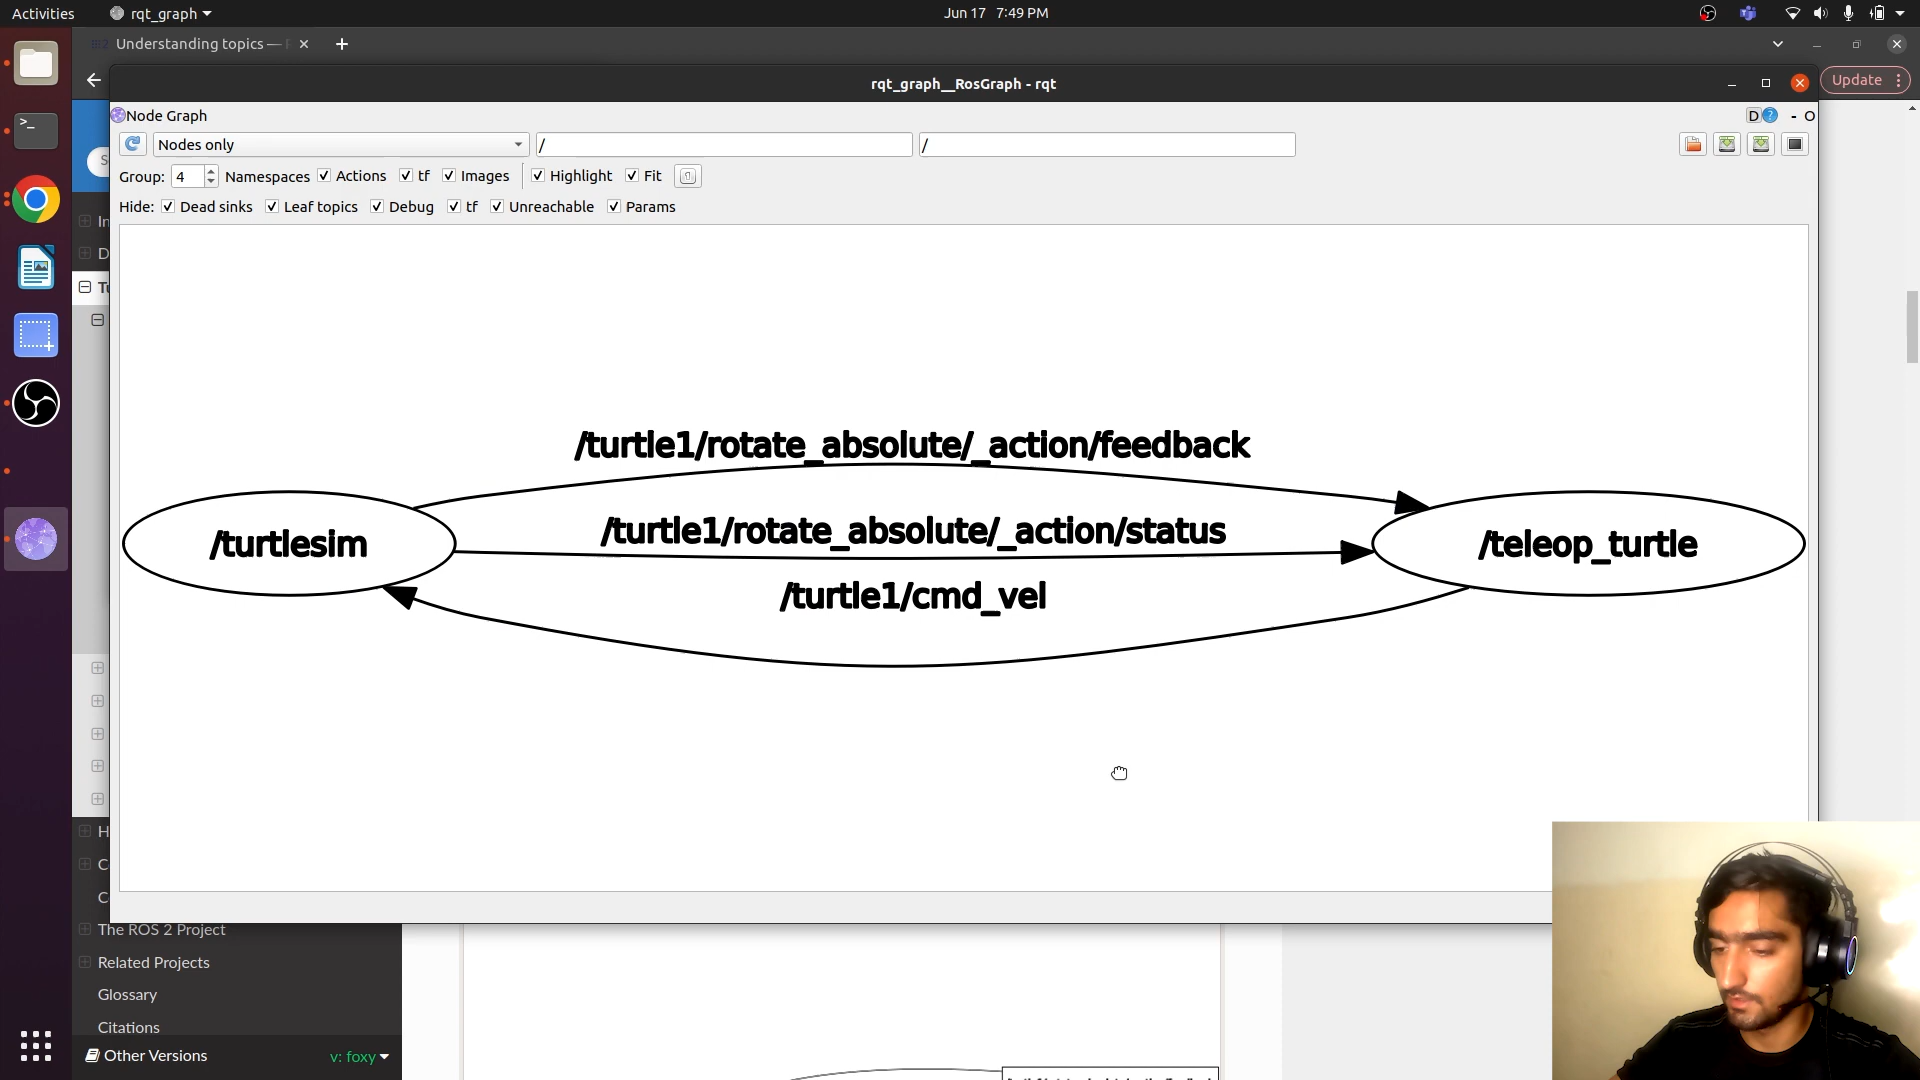 Activities rqt_graph Jun 17 7:49 PM
Understanding topics —
Update
rqt_graph__RosGraph - rqt
Node Graph D ? - O
Nodes only / /
Group: 4 Namespaces Actions tf Images Highlight Fit
Hide: Dead sinks Leaf topics Debug tf Unreachable Params
/turtle1/rotate_absolute/_action/feedback
/turtle1/rotate_absolute/_action/status
/turtlesim
/teleop_turtle
/turtle1/cmd_vel
In
D
Tu
H
C
C
The ROS 2 Project
Related Projects
Glossary
Citations
Other Versions v: foxy